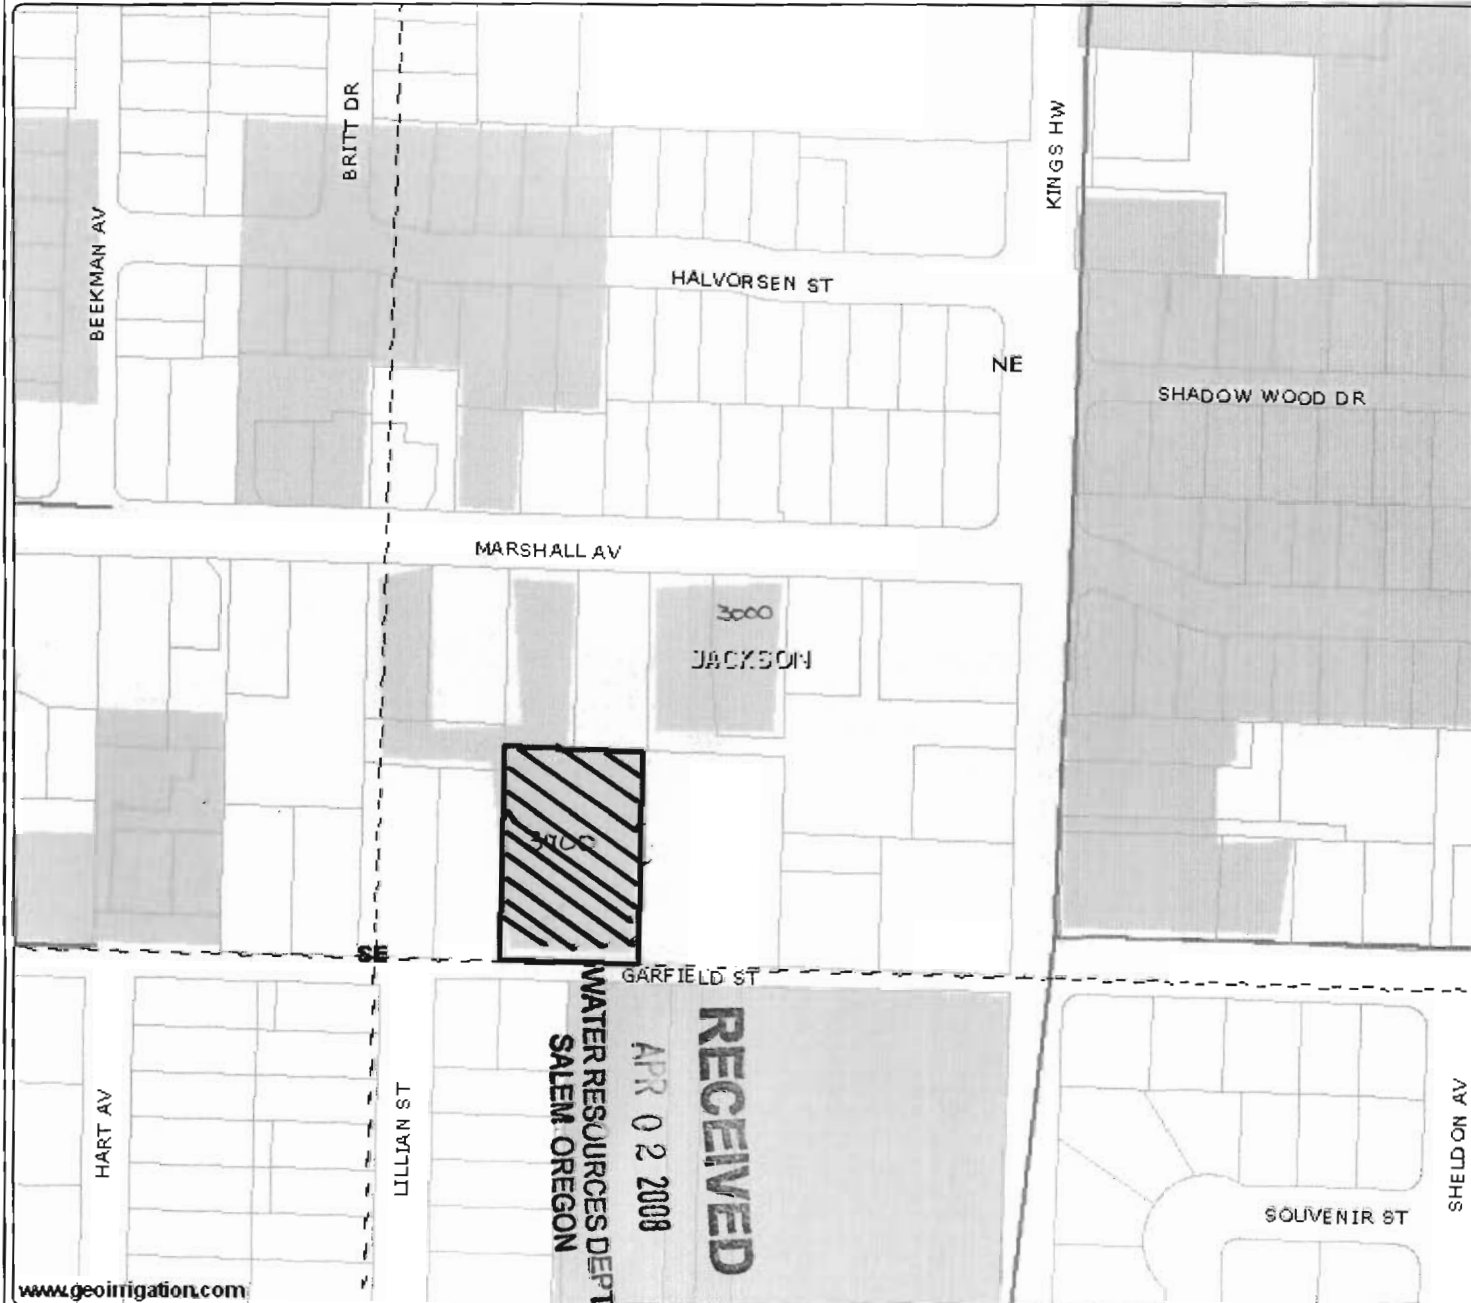 BRITT DR
KINGS HW
BEEKMAN AV
HALVORSEN ST
NE
SHADOW WOOD DR
MARSHALL AV
3000
JACKSON
3900
SE
GARFIELD ST
RECEIVED
APR 02 2008
WATER RESOURCES DEPT
SALEM OREGON
HART AV
LILLIAN ST
SHELDON AV
SOUVENIR ST
www.geoirrigation.com